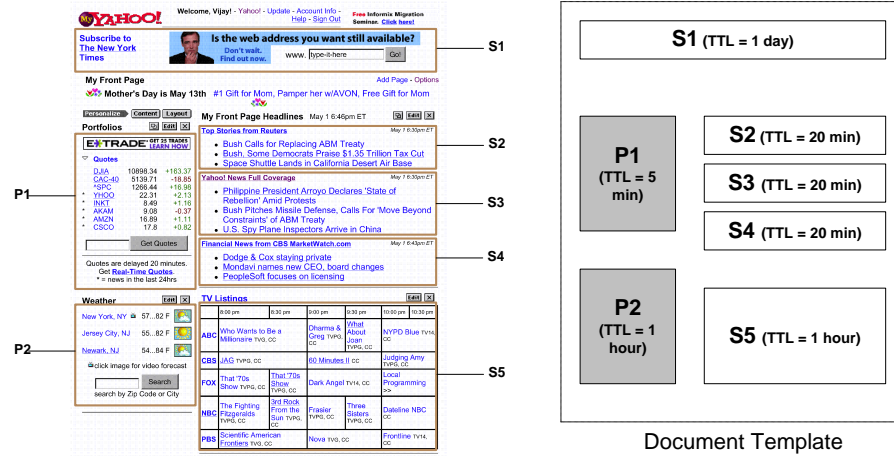 My YAHOO!
Welcome, Vijay! - Yahoo! - Update - Account Info -
Help - Sign Out
Free Informix Migration
Seminar. Click here!
Subscribe to
The New York
Times
Is the web address you want still available?
Don't wait.
Find out now.
www. type-it-here Go!
S1
My Front Page
Add Page - Options
Mother's Day is May 13th #1 Gift for Mom, Pamper her w/AVON, Free Gift for Mom
Personalize Content Layout
Portfolios Edit X
E*TRADE GET 25 TRADES
LEARN NOW
Quotes
DJIA 10898.34 +163.37
CAC-40 5139.71 -18.85
^SPC 1266.44 +16.98
* YHOO 22.31 +2.13
* INKT 8.49 +1.16
* AKAM 9.08 -0.37
* AMZN 16.89 +1.11
* CSCO 17.8 +0.82
Get Quotes
Quotes are delayed 20 minutes.
Get Real-Time Quotes.
* = news in the last 24hrs
P1
My Front Page Headlines May 1 6:46pm ET Edit X
Top Stories from Reuters May 1 6:30pm ET
• Bush Calls for Replacing ABM Treaty
• Bush, Some Democrats Praise $1.35 Trillion Tax Cut
• Space Shuttle Lands in California Desert Air Base
S2
Yahoo! News Full Coverage May 1 6:30pm ET
• Philippine President Arroyo Declares 'State of
Rebellion' Amid Protests
• Bush Pitches Missile Defense, Calls For 'Move Beyond
Constraints' of ABM Treaty
• U.S. Spy Plane Inspectors Arrive in China
S3
Financial News from CBS MarketWatch.com May 1 6:43pm ET
• Dodge & Cox staying private
• Mondavi names new CEO, board changes
• PeopleSoft focuses on licensing
S4
Weather Edit X
New York, NY 57...82 F
Jersey City, NJ 55...82 F
Newark, NJ 54...84 F
click image for video forecast
Search
search by Zip Code or City
P2
TV Listings Edit X
8:00 pm 8:30 pm 9:00 pm 9:30 pm 10:00 pm 10:30 pm
ABC Who Wants to Be a
Millionaire TVPG, CC
Dharma &
Greg TVPG,
CC
What
About
Joan
TVPG, CC
NYPD Blue TV14,
CC
CBS JAG TVPG, CC
60 Minutes II CC
Judging Amy
TVPG, CC
FOX That '70s
Show TVPG, CC
That '70s
Show
TVPG, CC
Dark Angel TV14, CC
Local
Programming
>>
NBC The Fighting
Fitzgeralds
TVPG, CC
3rd Rock
From the
Sun TVPG,
CC
Frasier
TVPG, CC
Three
Sisters
TVPG, CC
Dateline NBC
CC
PBS Scientific American
Frontiers TVG, CC
Nova TVG, CC
Frontline TV14,
CC
S5
S1 (TTL = 1 day)
P1
(TTL = 5
min)
S2 (TTL = 20 min)
S3 (TTL = 20 min)
S4 (TTL = 20 min)
P2
(TTL = 1
hour)
S5 (TTL = 1 hour)
Document Template